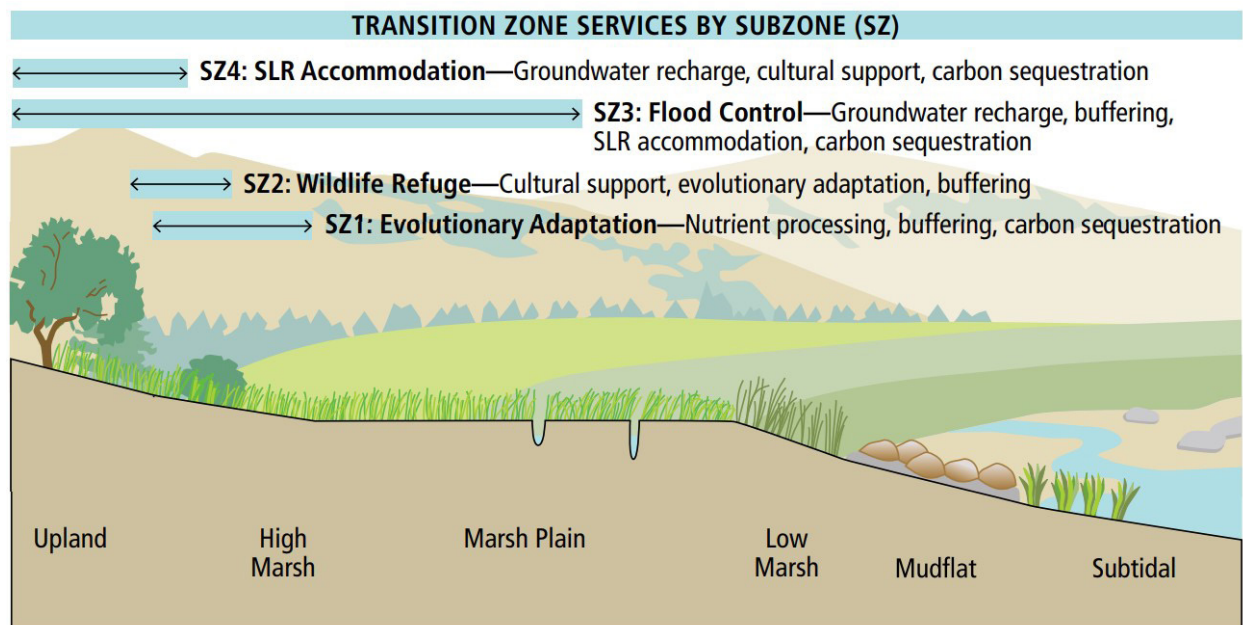 TRANSITION ZONE SERVICES BY SUBZONE (SZ)
SZ4: SLR Accommodation—Groundwater recharge, cultural support, carbon sequestration
SZ3: Flood Control—Groundwater recharge, buffering,
SLR accommodation, carbon sequestration
SZ2: Wildlife Refuge—Cultural support, evolutionary adaptation, buffering
SZ1: Evolutionary Adaptation—Nutrient processing, buffering, carbon sequestration
Upland
High
Marsh
Marsh Plain
Low
Marsh
Mudflat
Subtidal